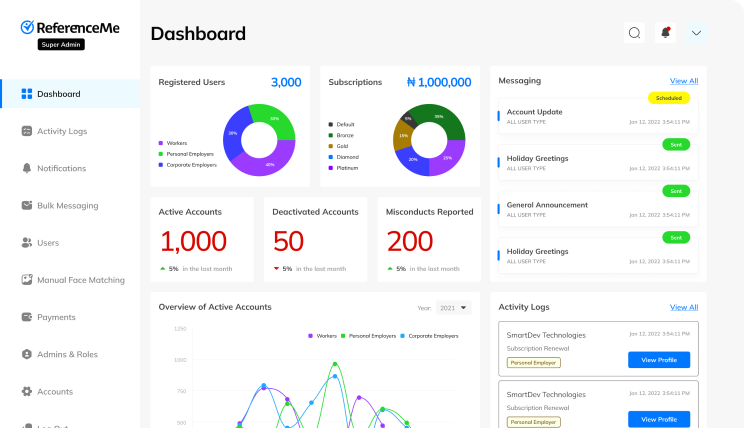 ReferenceMe
Super Admin
Dashboard
Activity Logs
Notifications
Bulk Messaging
Users
Manual Face Matching
Payments
Admins & Roles
Accounts
Log Out
Dashboard
Registered Users
3,000
Workers
Personal Employers
Corporate Employers
30%
30%
40%
Subscriptions
₦ 1,000,000
Default
Bronze
Gold
Diamond
Platinum
5%
15%
20%
25%
Active Accounts
1,000
5% in the last month
Deactivated Accounts
50
5% in the last month
Misconducts Reported
200
5% in the last month
Messaging
View All
Scheduled
Account Update
ALL USER TYPE
Jan 12, 2022 3:54:11 PM
Sent
Holiday Greetings
ALL USER TYPE
Jan 12, 2022 3:54:11 PM
Sent
General Announcement
ALL USER TYPE
Jan 12, 2022 3:54:11 PM
Sent
Holiday Greetings
ALL USER TYPE
Jan 12, 2022 3:54:11 PM
Overview of Active Accounts
Year:
2021
Workers
Personal Employers
Corporate Employers
1250
1000
750
500
Activity Logs
View All
SmartDev Technologies
Jan 12, 2022 3:54:11 PM
Subscription Renewal
Personal Employer
View Profile
SmartDev Technologies
Jan 12, 2022 3:54:11 PM
Subscription Renewal
Personal Employer
View Profile